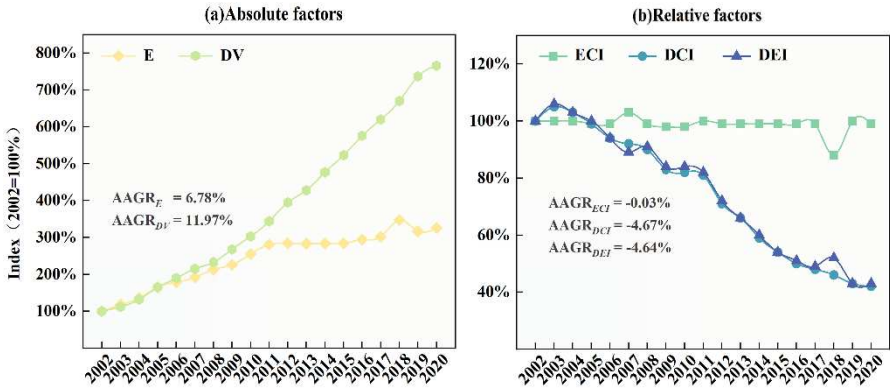 (a)Absolute factors
Index（2002=100%）
800%
700%
600%
500%
400%
300%
200%
100%
E DV
AAGR_E = 6.78%
AAGR_DV = 11.97%
2002 2003 2004 2005 2006 2007 2008 2009 2010 2011 2012 2013 2014 2015 2016 2017 2018 2019 2020
(b)Relative factors
120%
100%
80%
60%
40%
ECI DCI DEI
AAGR_ECI = -0.03%
AAGR_DCI = -4.67%
AAGR_DEI = -4.64%
2002 2003 2004 2005 2006 2007 2008 2009 2010 2011 2012 2013 2014 2015 2016 2017 2018 2019 2020